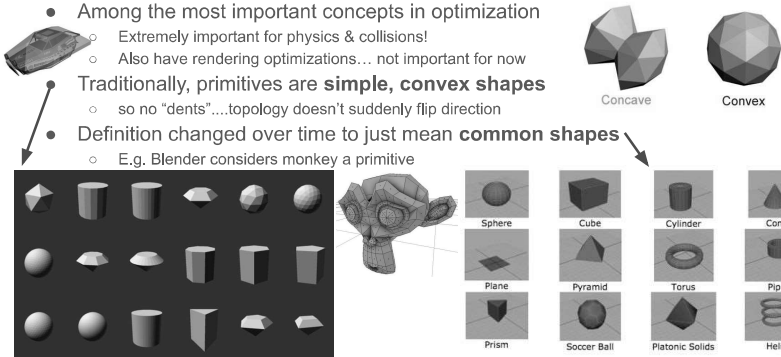 Among the most important concepts in optimization
Extremely important for physics & collisions!
Also have rendering optimizations… not important for now
Traditionally, primitives are simple, convex shapes
so no “dents”....topology doesn’t suddenly flip direction
Definition changed over time to just mean common shapes
E.g. Blender considers monkey a primitive
Concave
Convex
Sphere
Cube
Cylinder
Plane
Pyramid
Torus
Prism
Soccer Ball
Platonic Solids